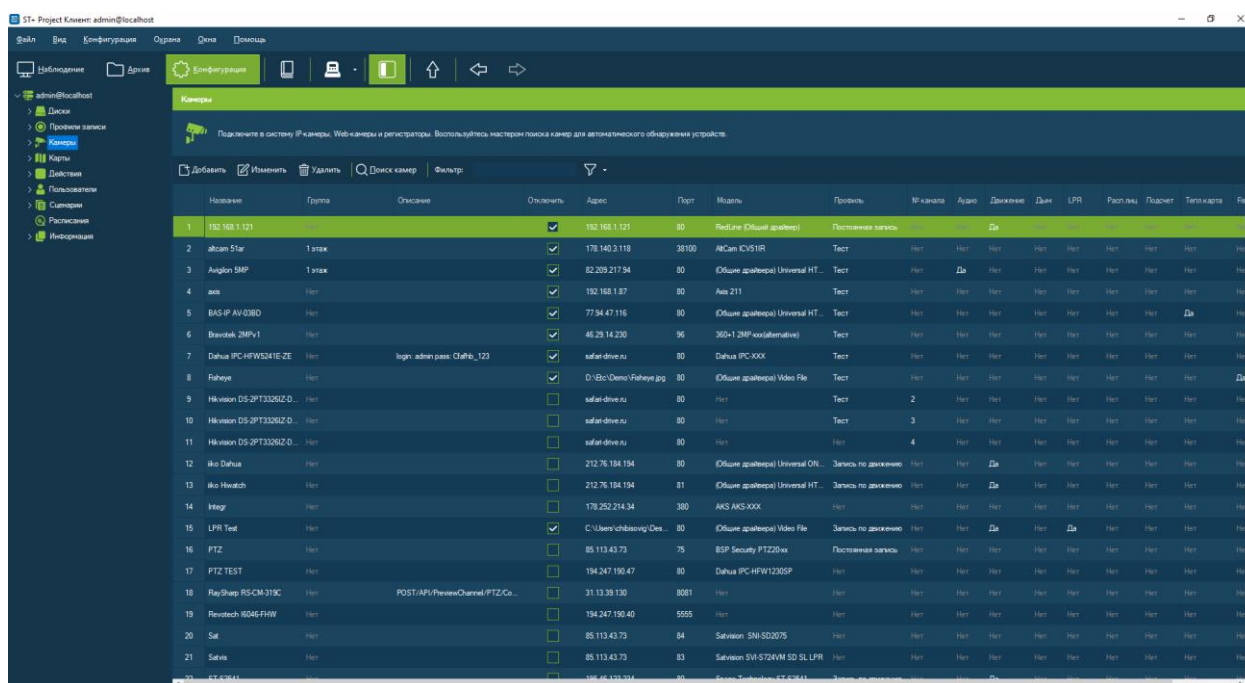 ST+ Project Клиент: admin@localhost
Файл Вид Конфигурация Охрана Окна Помощь
Наблюдение Архив Конфигурация
admin@localhost
Диски
Профили записи
Камеры
Карты
Действия
Пользователи
Сценарии
Расписания
Информация
Камеры
Подключите в систему IP-камеры, Web-камеры и регистраторы. Воспользуйтесь мастером поиска камер для автоматического обнаружения устройств.
Добавить Изменить Удалить Поиск камер Фильтр:
Название Группа Описание Отключить Адрес Порт Модель Профиль № канала Аудио Движение Дым LPR Расп.лиц Подсчет Тепл.карта
1 192.168.1.121 192.168.1.121 80 RedLine (Общий драйвер) Постоянная запись Да
2 altcam 51ar 1 этаж 178.140.3.118 38100 AltCam ICV51IR Тест Нет Нет Нет Нет Нет Нет Нет Нет
3 Avigilon 5MP 1 этаж 82.209.217.94 80 (Общие драйвера) Universal HT... Тест Нет Да Нет Нет Нет Нет Нет Нет
4 axis Нет 192.168.1.87 80 Axis 211 Тест Нет Нет Нет Нет Нет Нет Нет Нет
5 BAS-IP AV-03BD Нет 77.94.47.116 80 (Общие драйвера) Universal HT... Тест Нет Нет Нет Нет Нет Нет Нет Да
6 Bravotek 2MPv1 Нет 46.29.14.230 96 360+1 2MP-xxx(alternative) Тест Нет Нет Нет Нет Нет Нет Нет Нет
7 Dahua IPC-HFW5241E-ZE Нет login: admin pass: Cfafhb_123 safari-drive.ru 80 Dahua IPC-XXX Тест Нет Нет Нет Нет Нет Нет Нет Нет
8 Fisheye Нет D:\Etc\Demo\Fisheye.jpg 80 (Общие драйвера) Video File Тест Нет Нет Нет Нет Нет Нет Нет Нет Да
9 Hikvision DS-2PT3326IZ-D... Нет safari-drive.ru 80 Нет Тест 2 Нет Нет Нет Нет Нет Нет Нет
10 Hikvision DS-2PT3326IZ-D... Нет safari-drive.ru 80 Нет Тест 3 Нет Нет Нет Нет Нет Нет Нет
11 Hikvision DS-2PT3326IZ-D... Нет safari-drive.ru 80 Нет Нет 4 Нет Нет Нет Нет Нет Нет Нет
12 iiko Dahua Нет 212.76.184.194 80 (Общие драйвера) Universal ON... Запись по движению Нет Нет Да Нет Нет Нет Нет Нет
13 iiko Hiwatch Нет 212.76.184.194 81 (Общие драйвера) Universal HT... Запись по движению Нет Нет Да Нет Нет Нет Нет Нет
14 Integr Нет 178.252.214.34 380 AKS AKS-XXX Нет Нет Нет Нет Нет Нет Нет Нет Нет
15 LPR Test Нет C:\Users\chibisovig\Des... 80 (Общие драйвера) Video File Запись по движению Нет Нет Да Нет Да Нет Нет Нет
16 PTZ Нет 85.113.43.73 75 BSP Security PTZ20-xx Постоянная запись Нет Нет Нет Нет Нет Нет Нет Нет
17 PTZ TEST Нет 194.247.190.47 80 Dahua IPC-HFW1230SP Нет Нет Нет Нет Нет Нет Нет Нет Нет
18 RaySharp RS-CM-319C Нет POST/API/PreviewChannel/PTZ/Co... 31.13.39.130 8081 Нет Нет Нет Нет Нет Нет Нет Нет Нет Нет
19 Revotech I6046-FHW Нет 194.247.190.40 5555 Нет Нет Нет Нет Нет Нет Нет Нет Нет Нет
20 Sat Нет 85.113.43.73 84 Satvision SNI-SD2075 Нет Нет Нет Нет Нет Нет Нет Нет Нет
21 Satvis Нет 85.113.43.73 83 Satvision SVI-S724VM SD SL LPR Нет Нет Нет Нет Нет Нет Нет Нет Нет